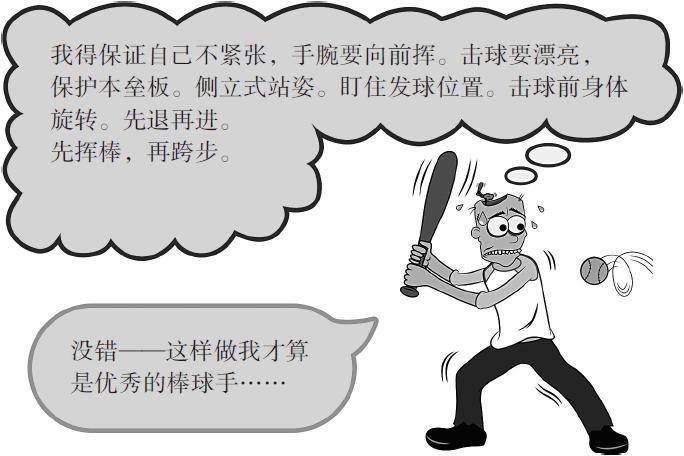 我得保证自己不紧张，手腕要向前挥。击球要漂亮，
保护本垒板。侧立式站姿。盯住发球位置。击球前身体
旋转。先退再进。
先挥棒，再跨步。
没错——这样做我才算
是优秀的棒球手……